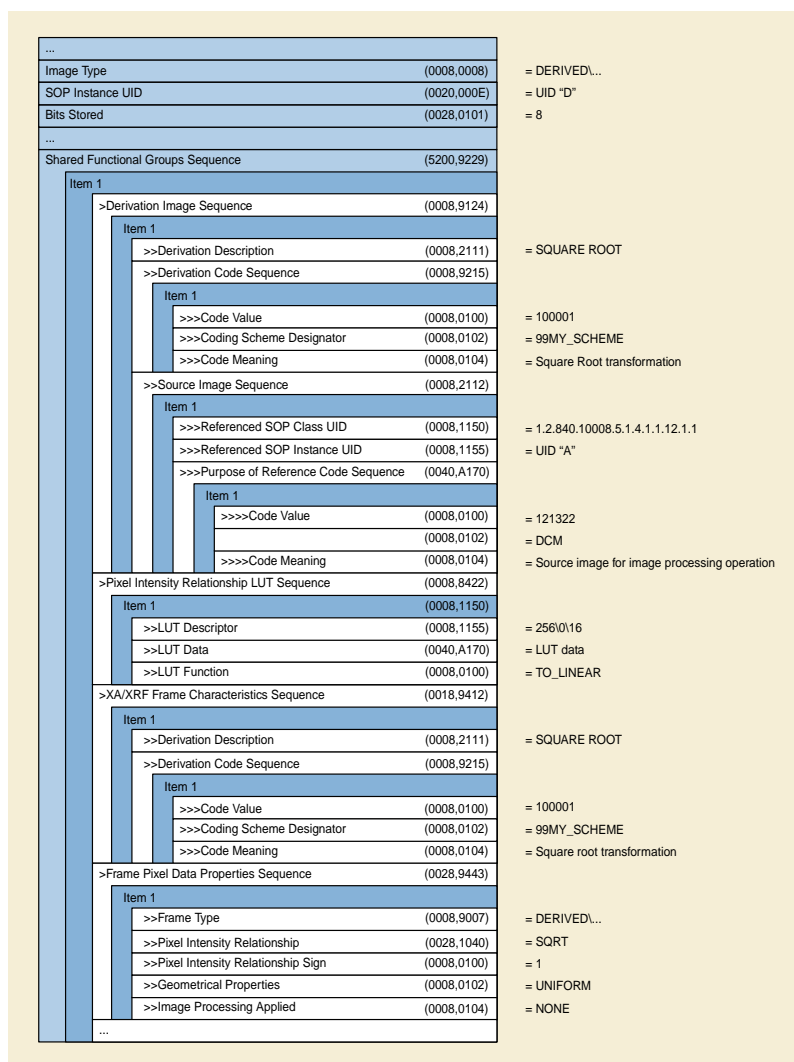 ...
Image Type (0008,0008) = DERIVED\...
SOP Instance UID (0020,000E) = UID “D”
Bits Stored (0028,0101) = 8
...
Shared Functional Groups Sequence (5200,9229)
Item 1
>Derivation Image Sequence (0008,9124)
Item 1
>>Derivation Description (0008,2111) = SQUARE ROOT
>>Derivation Code Sequence (0008,9215)
Item 1
>>>Code Value (0008,0100) = 100001
>>>Coding Scheme Designator (0008,0102) = 99MY_SCHEME
>>>Code Meaning (0008,0104) = Square Root transformation
>>Source Image Sequence (0008,2112)
Item 1
>>>Referenced SOP Class UID (0008,1150) = 1.2.840.10008.5.1.4.1.1.12.1.1
>>>Referenced SOP Instance UID (0008,1155) = UID “A”
>>>Purpose of Reference Code Sequence (0040,A170)
Item 1
>>>>Code Value (0008,0100) = 121322
(0008,0102) = DCM
>>>>Code Meaning (0008,0104) = Source image for image processing operation
>Pixel Intensity Relationship LUT Sequence (0008,8422)
Item 1 (0008,1150)
>>LUT Descriptor (0008,1155) = 256\0\16
>>LUT Data (0040,A170) = LUT data
>>LUT Function (0008,0100) = TO_LINEAR
>XA/XRF Frame Characteristics Sequence (0018,9412)
Item 1
>>Derivation Description (0008,2111) = SQUARE ROOT
>>Derivation Code Sequence (0008,9215)
Item 1
>>>Code Value (0008,0100) = 100001
>>>Coding Scheme Designator (0008,0102) = 99MY_SCHEME
>>>Code Meaning (0008,0104) = Square root transformation
>Frame Pixel Data Properties Sequence (0028,9443)
Item 1
>>Frame Type (0008,9007) = DERIVED\...
>>Pixel Intensity Relationship (0028,1040) = SQRT
>>Pixel Intensity Relationship Sign (0008,0100) = 1
>>Geometrical Properties (0008,0102) = UNIFORM
>>Image Processing Applied (0008,0104) = NONE
...